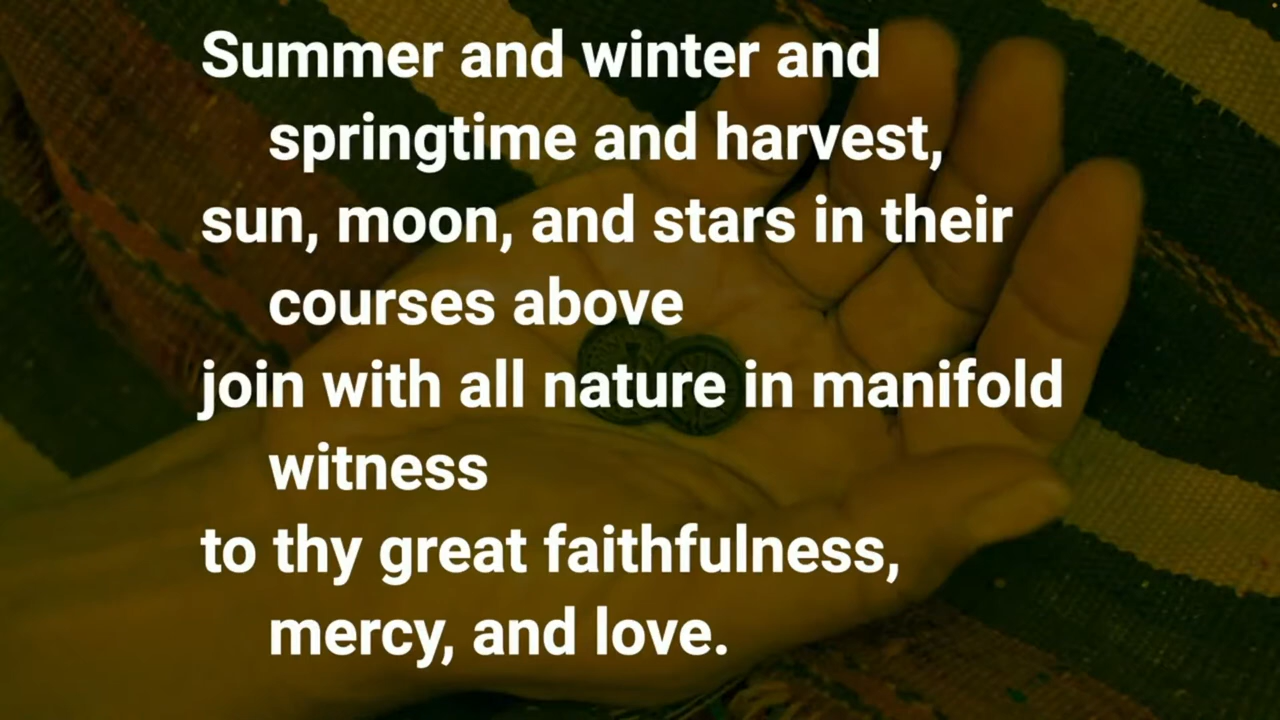 Summer and winter and
springtime and harvest,
sun, moon, and stars in their
courses above
join with all nature in manifold
witness
to thy great faithfulness,
mercy, and love.